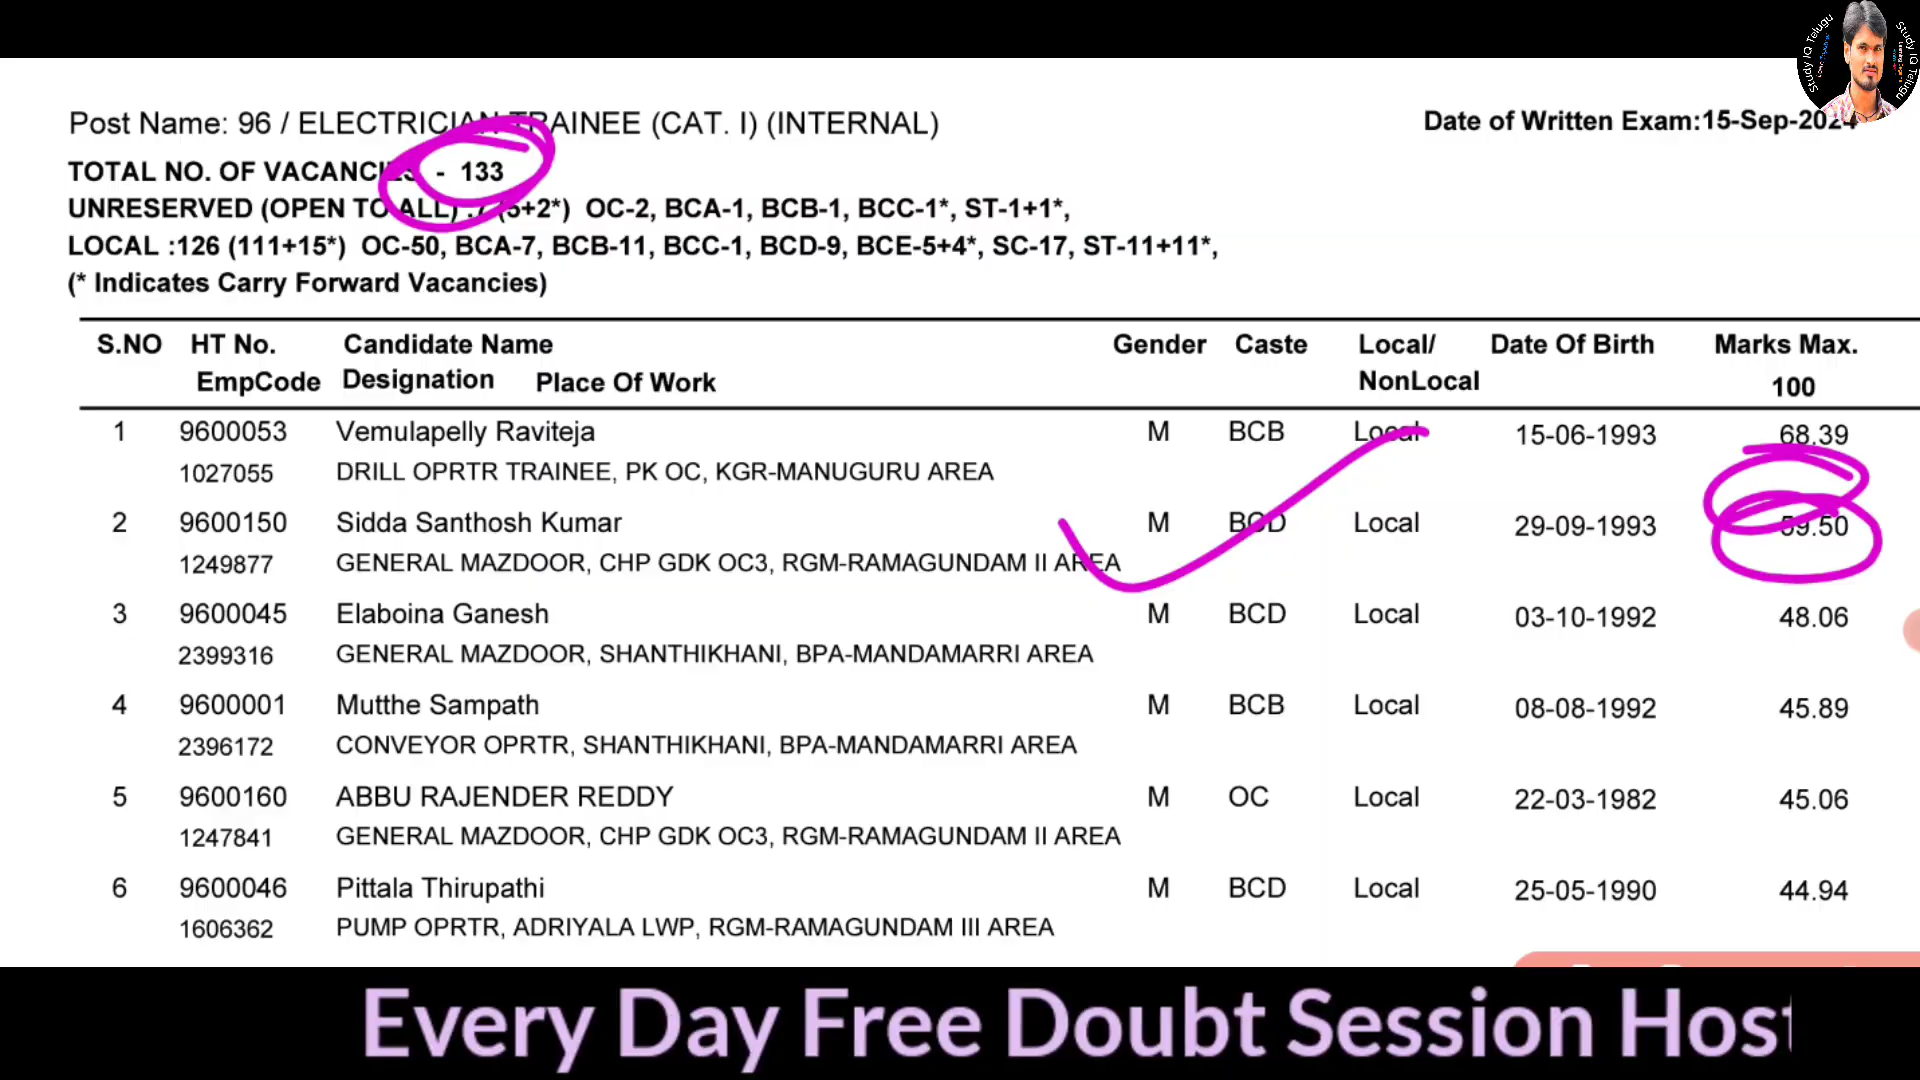 Study IQ Telugu
Study IQ Telugu
Post Name: 96 / ELECTRICIAN TRAINEE (CAT. I) (INTERNAL)
Date of Written Exam:15-Sep-2024
TOTAL NO. OF VACANCIES - 133
UNRESERVED (OPEN TO ALL) :7 (5+2*) OC-2, BCA-1, BCB-1, BCC-1*, ST-1+1*,
LOCAL :126 (111+15*) OC-50, BCA-7, BCB-11, BCC-1, BCD-9, BCE-5+4*, SC-17, ST-11+11*,
(* Indicates Carry Forward Vacancies)
S.NO HT No. Candidate Name Gender Caste Local/ Date Of Birth Marks Max.
EmpCode Designation Place Of Work NonLocal 100
1 9600053 Vemulapelly Raviteja M BCB Local 15-06-1993 68.39
1027055 DRILL OPRTR TRAINEE, PK OC, KGR-MANUGURU AREA
2 9600150 Sidda Santhosh Kumar M BCD Local 29-09-1993 59.50
1249877 GENERAL MAZDOOR, CHP GDK OC3, RGM-RAMAGUNDAM II AREA
3 9600045 Elaboina Ganesh M BCD Local 03-10-1992 48.06
2399316 GENERAL MAZDOOR, SHANTHIKHANI, BPA-MANDAMARRI AREA
4 9600001 Mutthe Sampath M BCB Local 08-08-1992 45.89
2396172 CONVEYOR OPRTR, SHANTHIKHANI, BPA-MANDAMARRI AREA
5 9600160 ABBU RAJENDER REDDY M OC Local 22-03-1982 45.06
1247841 GENERAL MAZDOOR, CHP GDK OC3, RGM-RAMAGUNDAM II AREA
6 9600046 Pittala Thirupathi M BCD Local 25-05-1990 44.94
1606362 PUMP OPRTR, ADRIYALA LWP, RGM-RAMAGUNDAM III AREA
Every Day Free Doubt Session Host